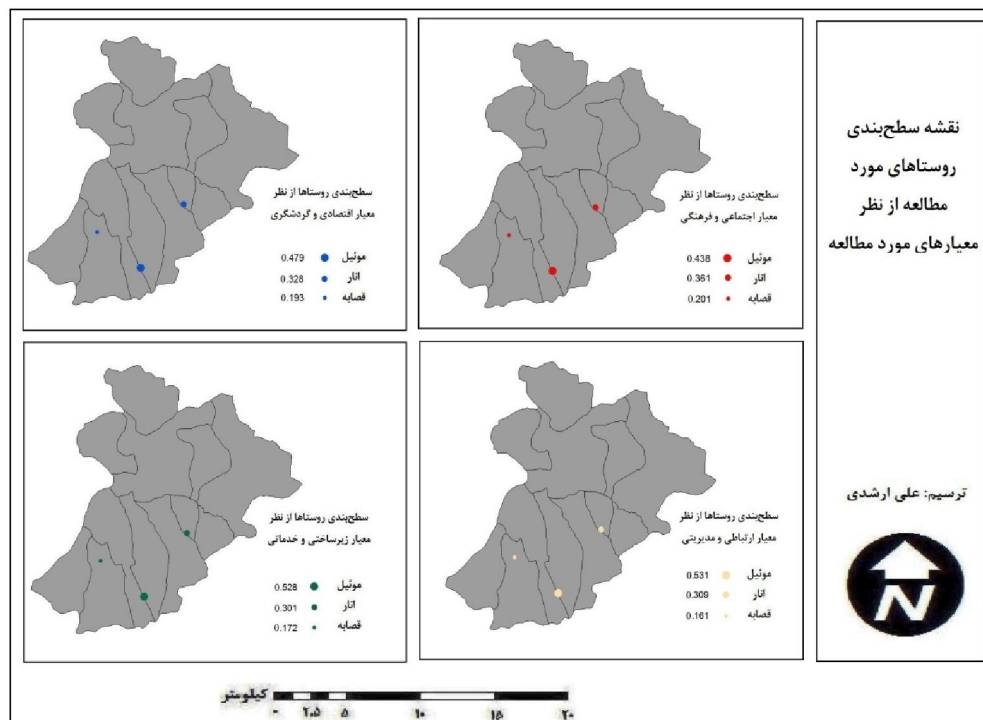 نقشه سطح‌بندی
روستاهای مورد
مطالعه از نظر
معیارهای مورد مطالعه
سطح‌بندی روستاها از نظر
معیار اجتماعی و فرهنگی
موئیل 0.438
انار 0.361
قصابه 0.201
سطح‌بندی روستاها از نظر
معیار اقتصادی و گردشگری
موئیل 0.479
انار 0.328
قصابه 0.193
سطح‌بندی روستاها از نظر
معیار ارتباطی و مدیریتی
موئیل 0.531
انار 0.309
قصابه 0.161
سطح‌بندی روستاها از نظر
معیار زیرساختی و خدماتی
موئیل 0.528
انار 0.301
قصابه 0.172
ترسیم: علی ارشدی
N
کیلومتر
۰ ۲.۵ ۵ ۱۰ ۱۵ ۲۰